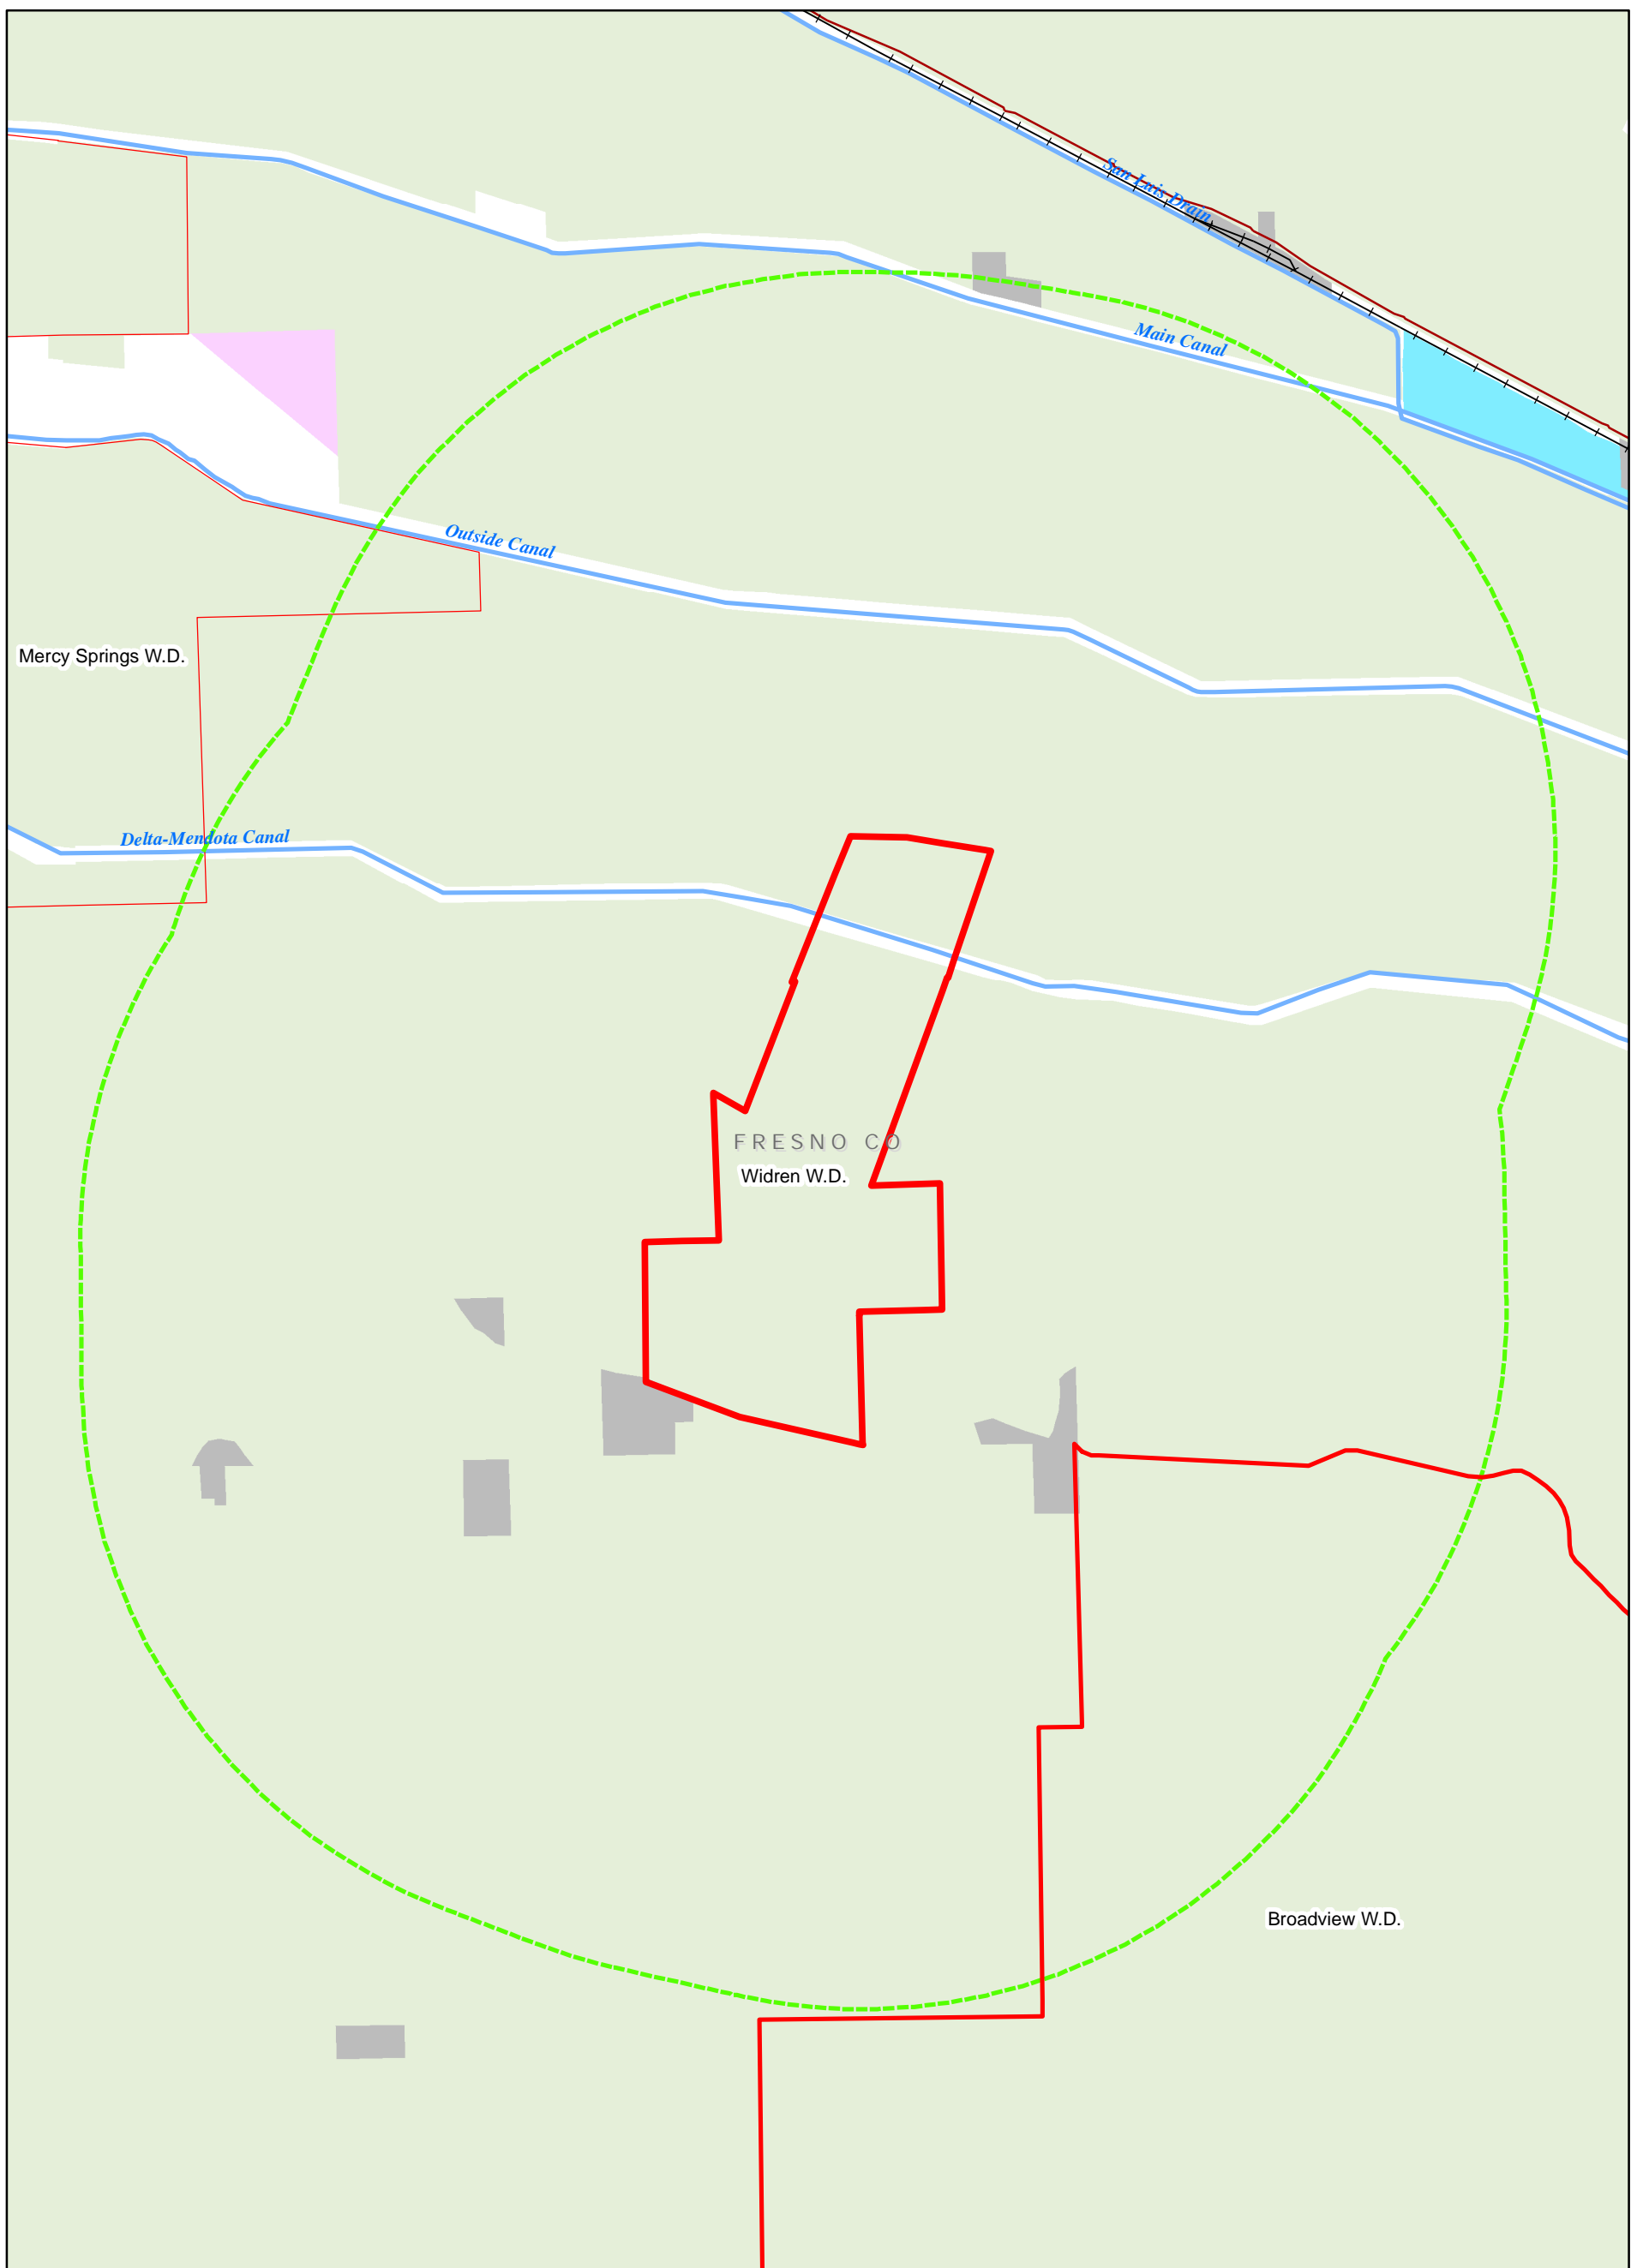 San Luis Drain
Main Canal
Outside Canal
Mercy Springs W.D.
Delta-Mendota Canal
FRESNO CO
Widren W.D.
Broadview W.D.